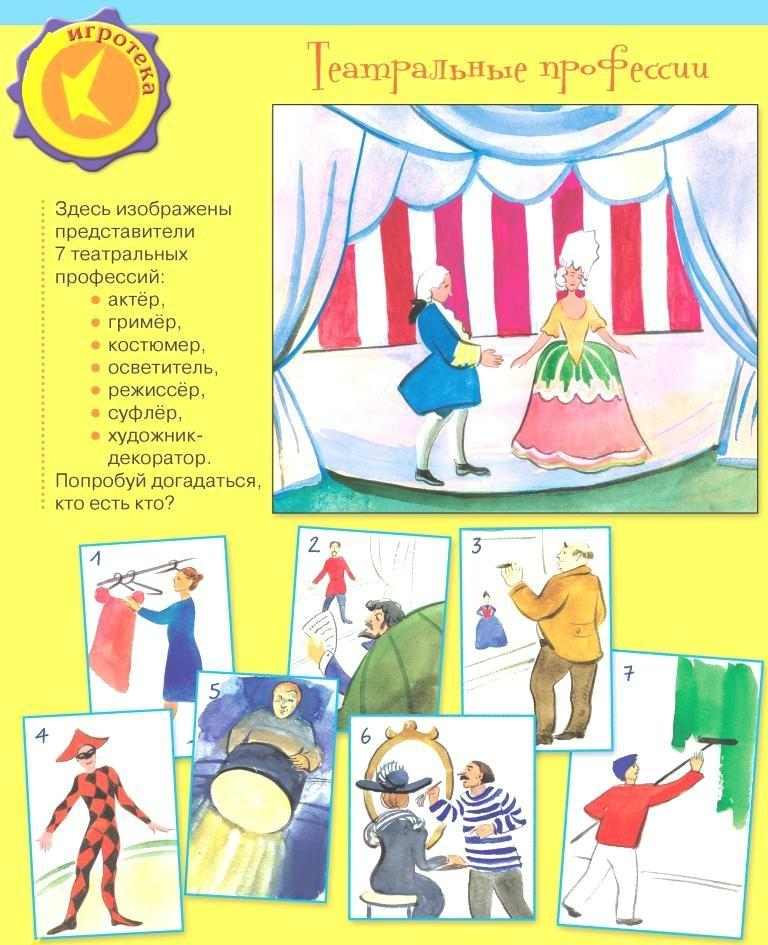 игротека
Театральные профессии
Здесь изображены
представители
7 театральных
профессий:
• актёр,
• гримёр,
• костюмер,
• осветитель,
• режиссёр,
• суфлёр,
• художник-
декоратор.
Попробуй догадаться,
кто есть кто?
1
2
3
4
5
6
7